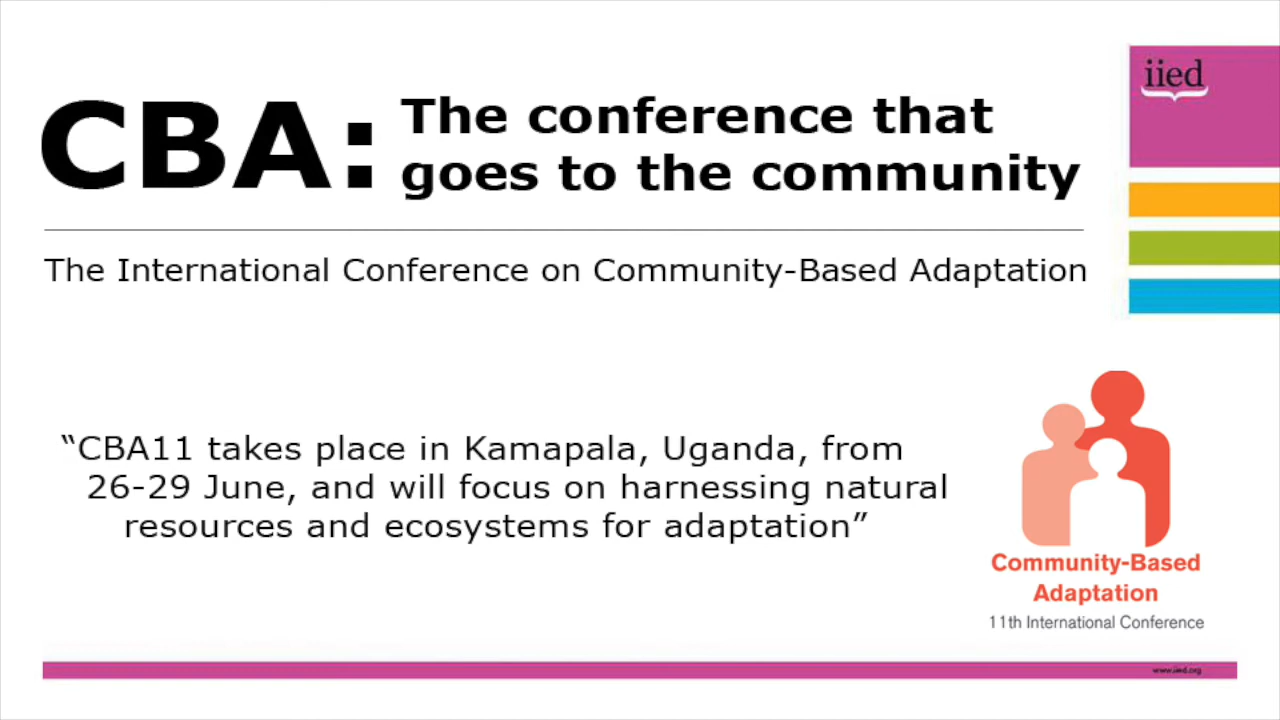 CBA: The conference that
goes to the community
iied
The International Conference on Community-Based Adaptation
“CBA11 takes place in Kamapala, Uganda, from
26-29 June, and will focus on harnessing natural
resources and ecosystems for adaptation”
Community-Based
Adaptation
11th International Conference
www.iied.org